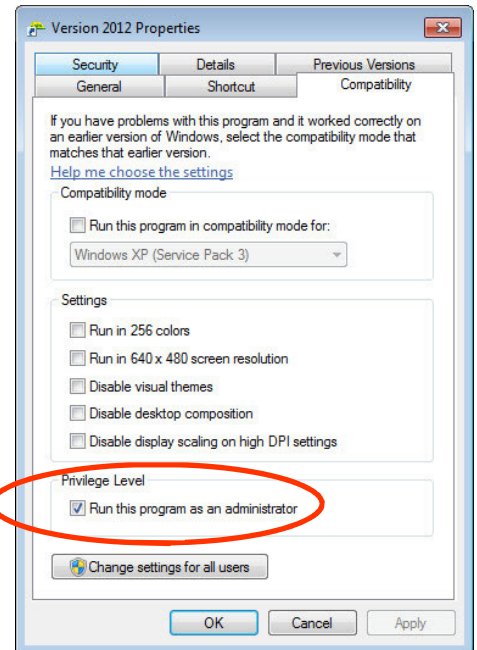 Version 2012 Properties
Security Details Previous Versions
General Shortcut Compatibility
If you have problems with this program and it worked correctly on
an earlier version of Windows, select the compatibility mode that
matches that earlier version.
Help me choose the settings
Compatibility mode
Run this program in compatibility mode for:
Windows XP (Service Pack 3)
Settings
Run in 256 colors
Run in 640 x 480 screen resolution
Disable visual themes
Disable desktop composition
Disable display scaling on high DPI settings
Privilege Level
Run this program as an administrator
Change settings for all users
OK Cancel Apply